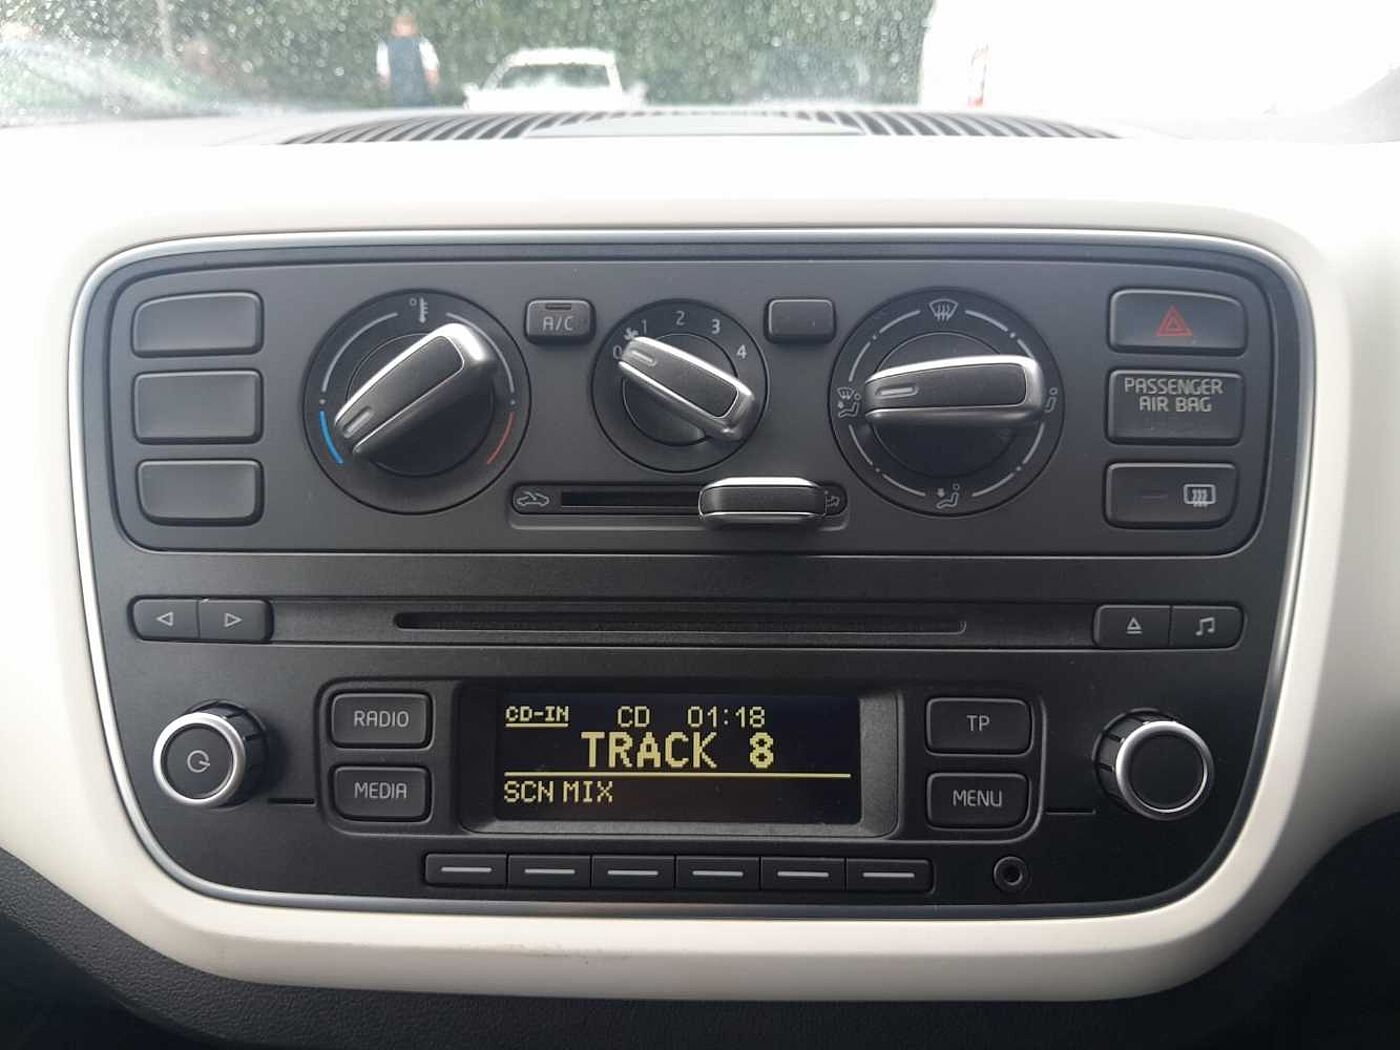 A/C
0 1 2 3 4
PASSENGER
AIR BAG
RADIO
MEDIA
CD-IN CD 01:18
TRACK 8
SCN MIX
TP
MENU